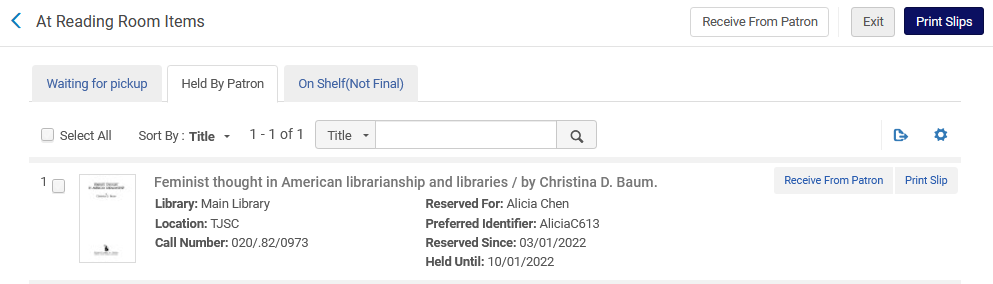 At Reading Room Items
Receive From Patron
Exit
Print Slips
Waiting for pickup
Held By Patron
On Shelf(Not Final)
Select All
Sort By : Title
1 - 1 of 1
Title
1
Feminist thought in American librarianship and libraries / by Christina D. Baum.
Receive From Patron
Print Slip
Library: Main Library
Reserved For: Alicia Chen
Location: TJSC
Preferred Identifier: AliciaC613
Call Number: 020/.82/0973
Reserved Since: 03/01/2022
Held Until: 10/01/2022